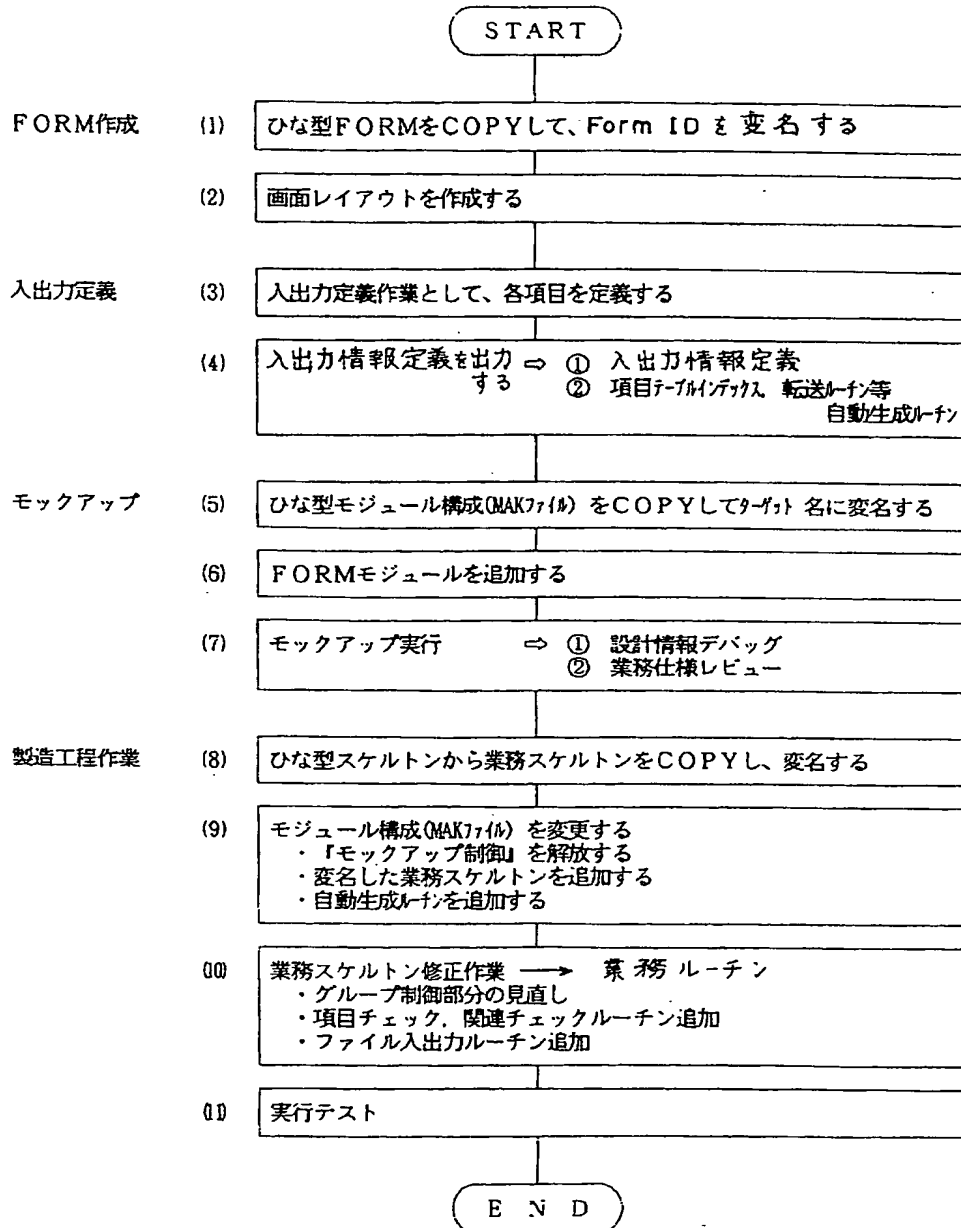 START
FORM作成 (1) ひな型FORMをCOPYして、Form IDを変名する
(2) 画面レイアウトを作成する
入出力定義 (3) 入出力定義作業として、各項目を定義する
(4) 入出力情報定義を出力 ⇨ ① 入出力情報定義
する ② 項目テーブルインデックス, 転送ルーチン等
自動生成ルーチン
モックアップ (5) ひな型モジュール構成(MAKファイル) をCOPYしてターゲット名に変名する
(6) FORMモジュールを追加する
(7) モックアップ実行 ⇨ ① 設計情報デバッグ
② 業務仕様レビュー
製造工程作業 (8) ひな型スケルトンから業務スケルトンをCOPYし、変名する
(9) モジュール構成(MAKファイル) を変更する
・『モックアップ制御』を解放する
・変名した業務スケルトンを追加する
・自動生成ルーチンを追加する
(10) 業務スケルトン修正作業 ⟶ 業務ルーチン
・グループ制御部分の見直し
・項目チェック, 関連チェックルーチン追加
・ファイル入出力ルーチン追加
(11) 実行テスト
END